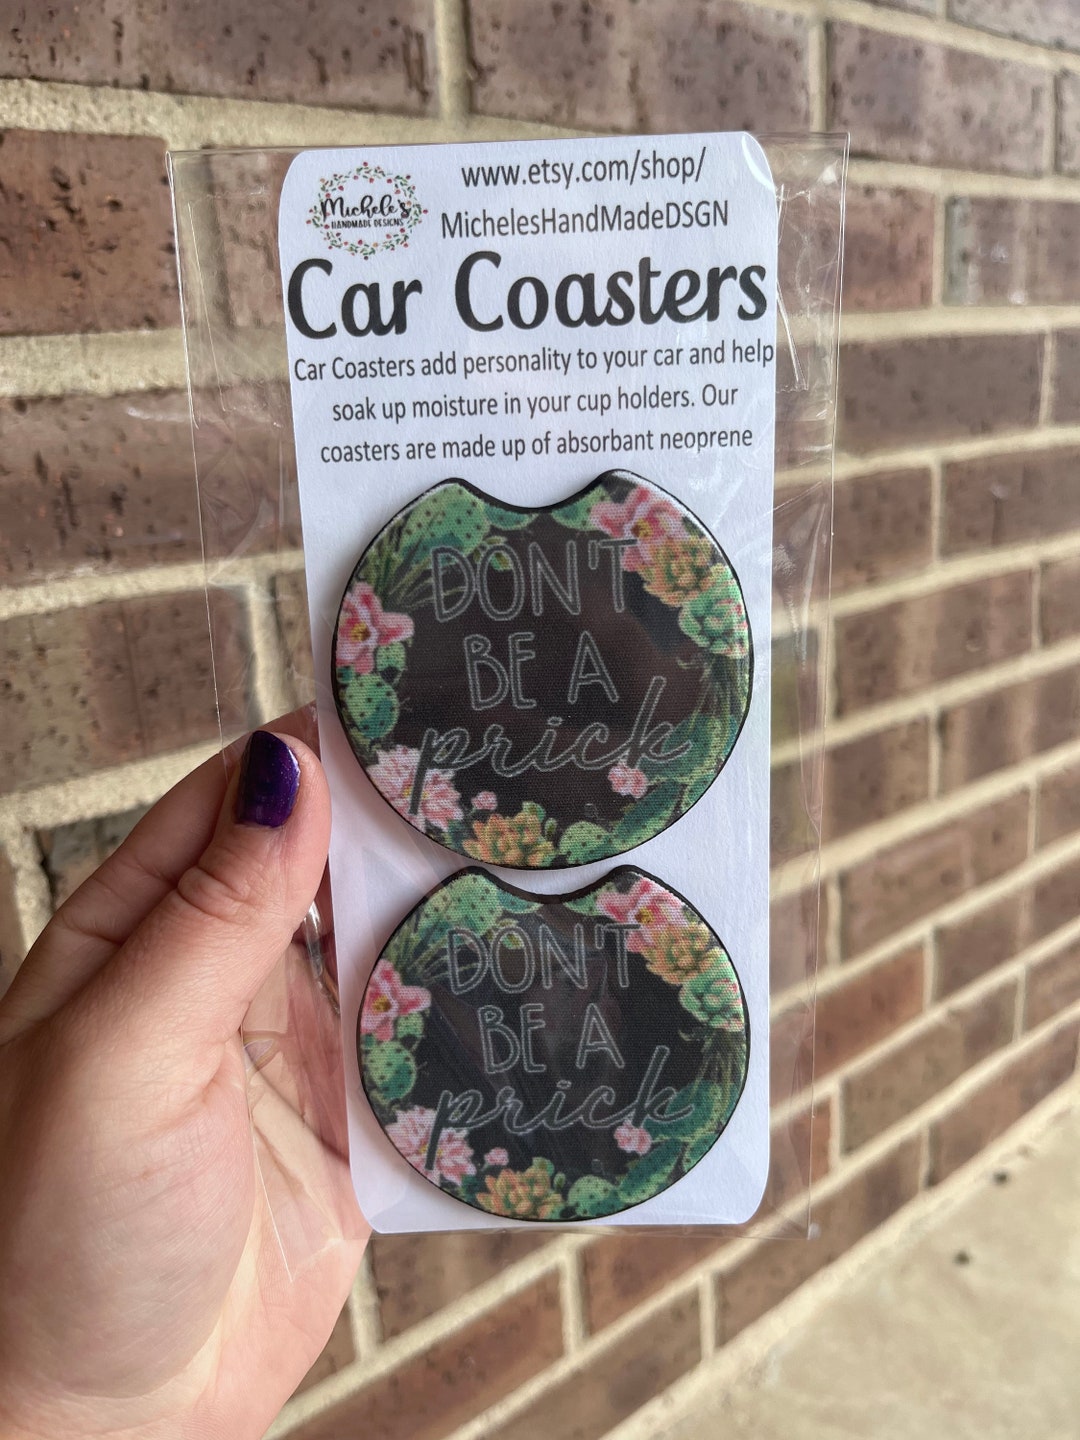 Michele's
HANDMADE DESIGNS
www.etsy.com/shop/
MichelesHandMadeDSGN
Car Coasters
Car Coasters add personality to your car and help
soak up moisture in your cup holders. Our
coasters are made up of absorbant neoprene
DON'T
BE A
prick
DON'T
BE A
prick